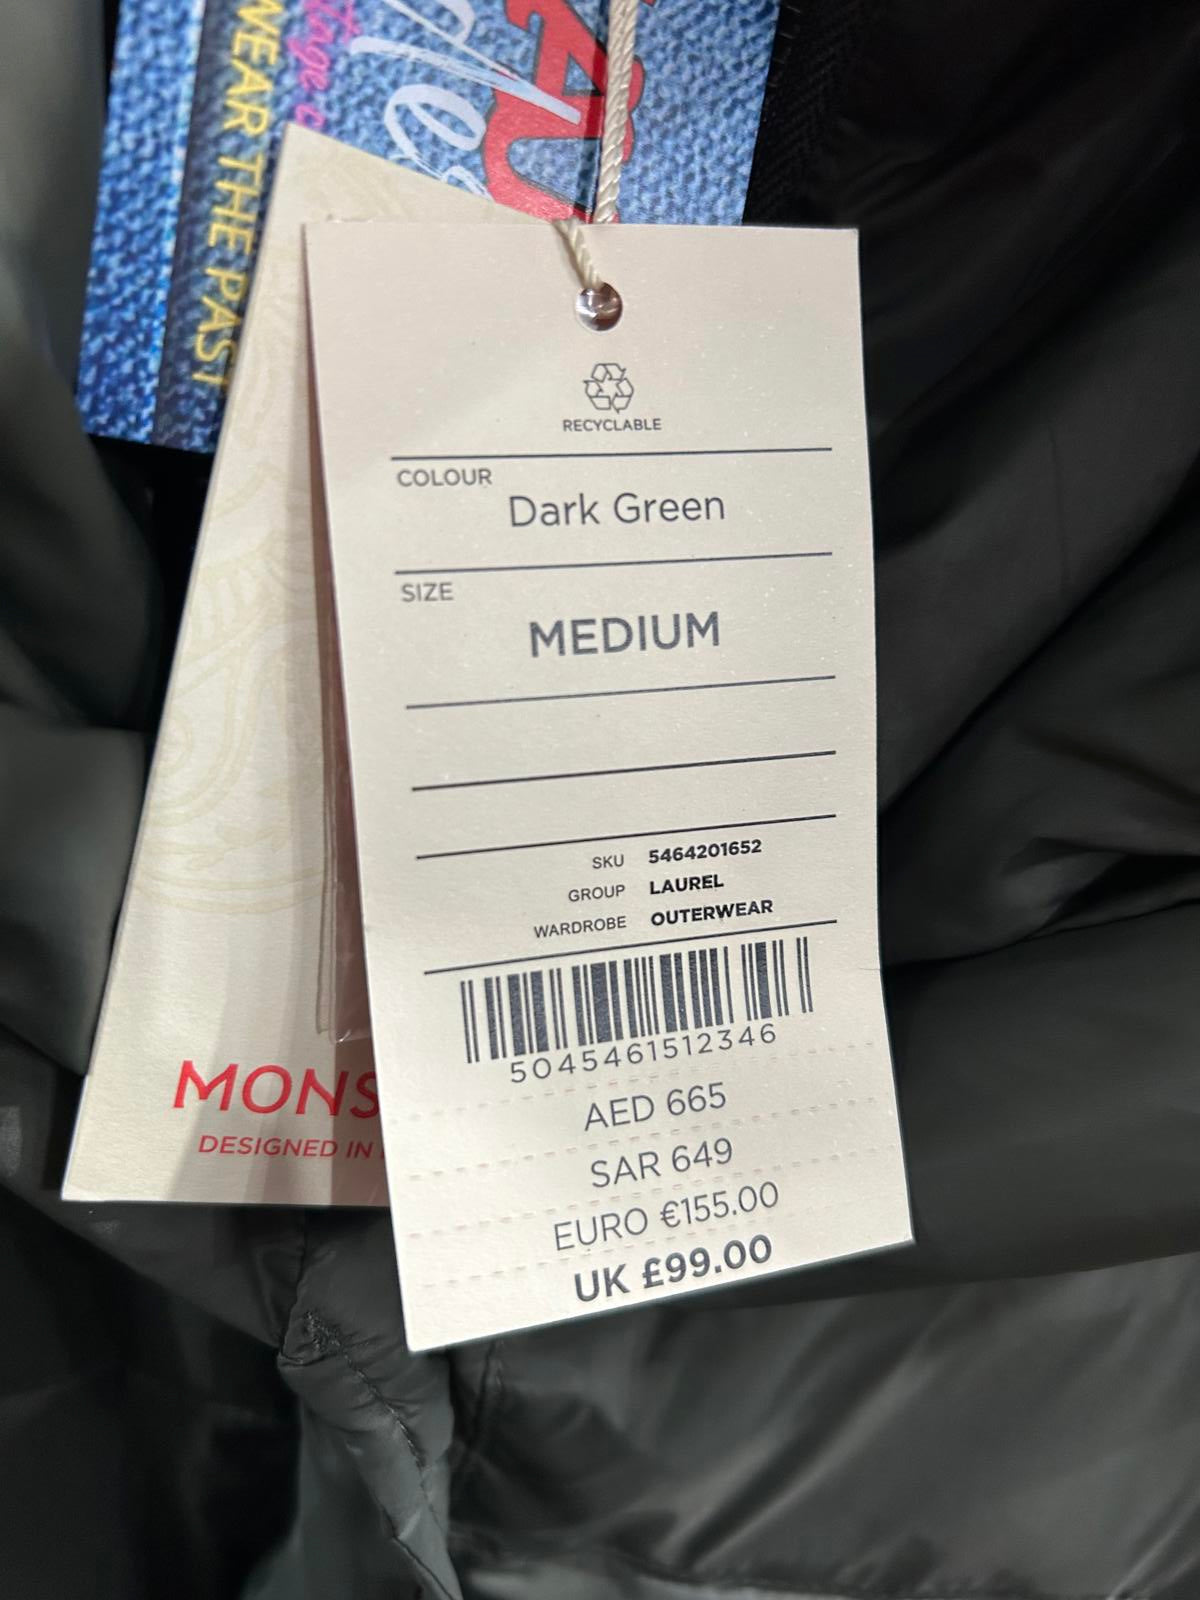 WEAR THE PAST
RECYCLABLE
COLOUR
Dark Green
SIZE
MEDIUM
SKU 5464201652
GROUP LAUREL
WARDROBE OUTERWEAR
5045461512346
AED 665
SAR 649
EURO €155.00
UK £99.00
MONS
DESIGNED IN